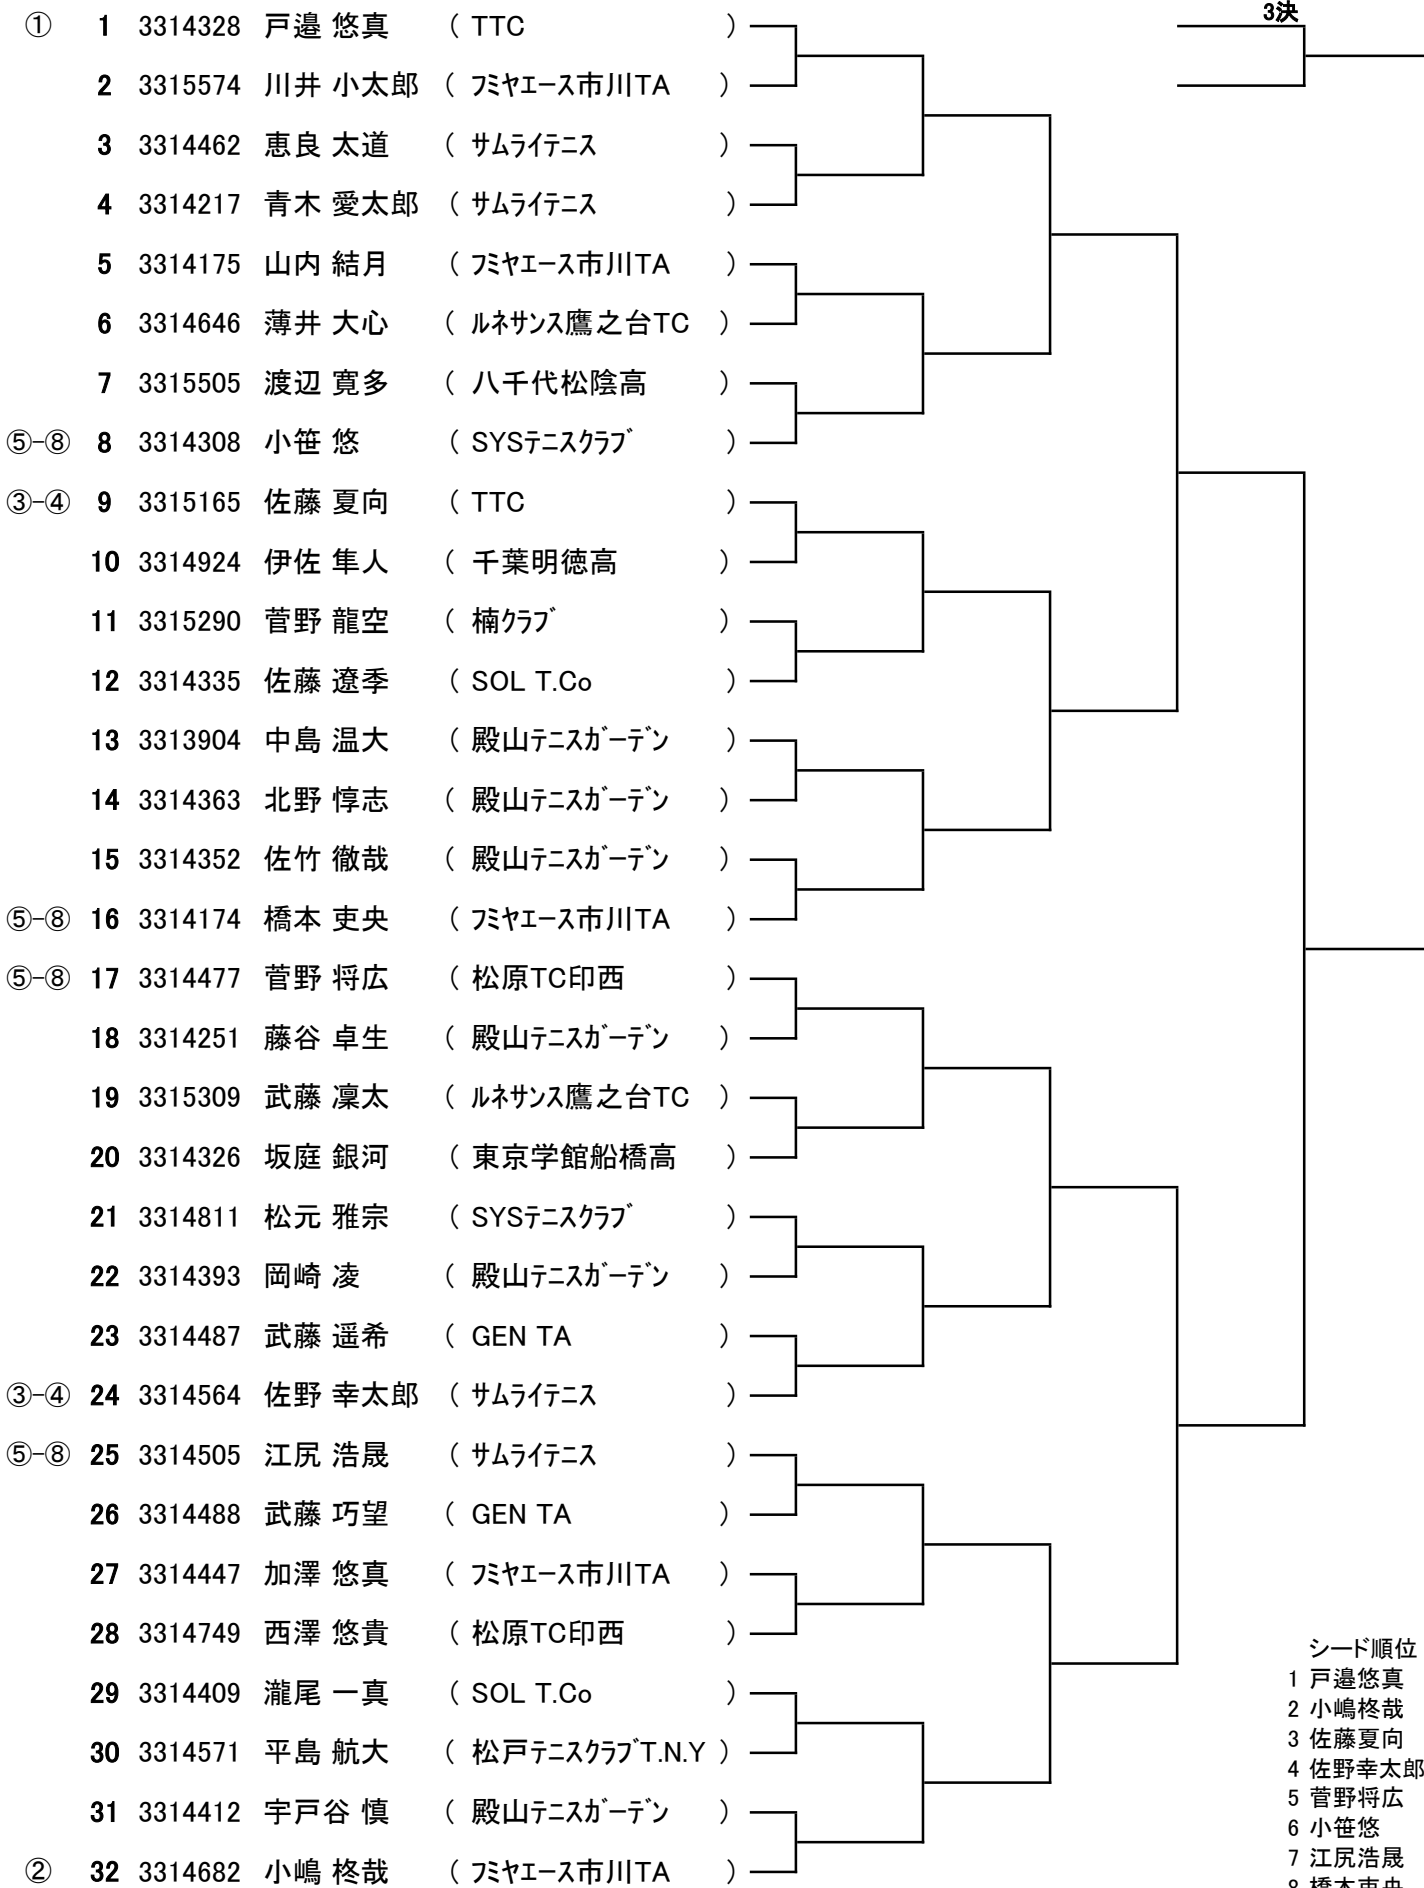 3決
① 1 3314328 戸邉 悠真 ( TTC )
2 3315574 川井 小太郎 ( ﾌﾐﾔｴｰｽ市川TA )
3 3314462 恵良 太道 ( ｻﾑﾗｲﾃﾆｽ )
4 3314217 青木 愛太郎 ( ｻﾑﾗｲﾃﾆｽ )
5 3314175 山内 結月 ( ﾌﾐﾔｴｰｽ市川TA )
6 3314646 薄井 大心 ( ﾙﾈｻﾝｽ鷹之台TC )
7 3315505 渡辺 寛多 ( 八千代松陰高 )
⑤-⑧ 8 3314308 小笹 悠 ( SYSﾃﾆｽｸﾗﾌﾞ )
③-④ 9 3315165 佐藤 夏向 ( TTC )
10 3314924 伊佐 隼人 ( 千葉明徳高 )
11 3315290 菅野 龍空 ( 楠ｸﾗﾌﾞ )
12 3314335 佐藤 遼季 ( SOL T.Co )
13 3313904 中島 温大 ( 殿山ﾃﾆｽｶﾞｰﾃﾞﾝ )
14 3314363 北野 惇志 ( 殿山ﾃﾆｽｶﾞｰﾃﾞﾝ )
15 3314352 佐竹 徹哉 ( 殿山ﾃﾆｽｶﾞｰﾃﾞﾝ )
⑤-⑧ 16 3314174 橋本 吏央 ( ﾌﾐﾔｴｰｽ市川TA )
⑤-⑧ 17 3314477 菅野 将広 ( 松原TC印西 )
18 3314251 藤谷 卓生 ( 殿山ﾃﾆｽｶﾞｰﾃﾞﾝ )
19 3315309 武藤 凜太 ( ﾙﾈｻﾝｽ鷹之台TC )
20 3314326 坂庭 銀河 ( 東京学館船橋高 )
21 3314811 松元 雅宗 ( SYSﾃﾆｽｸﾗﾌﾞ )
22 3314393 岡崎 凌 ( 殿山ﾃﾆｽｶﾞｰﾃﾞﾝ )
23 3314487 武藤 遥希 ( GEN TA )
③-④ 24 3314564 佐野 幸太郎 ( ｻﾑﾗｲﾃﾆｽ )
⑤-⑧ 25 3314505 江尻 浩晟 ( ｻﾑﾗｲﾃﾆｽ )
26 3314488 武藤 巧望 ( GEN TA )
27 3314447 加澤 悠真 ( ﾌﾐﾔｴｰｽ市川TA )
28 3314749 西澤 悠貴 ( 松原TC印西 )
29 3314409 瀧尾 一真 ( SOL T.Co )
30 3314571 平島 航大 ( 松戸ﾃﾆｽｸﾗﾌﾞT.N.Y )
31 3314412 宇戸谷 慎 ( 殿山ﾃﾆｽｶﾞｰﾃﾞﾝ )
② 32 3314682 小嶋 柊哉 ( ﾌﾐﾔｴｰｽ市川TA )
シード順位
1 戸邉悠真
2 小嶋柊哉
3 佐藤夏向
4 佐野幸太郎
5 菅野将広
6 小笹悠
7 江尻浩晟
8 橋本吏央